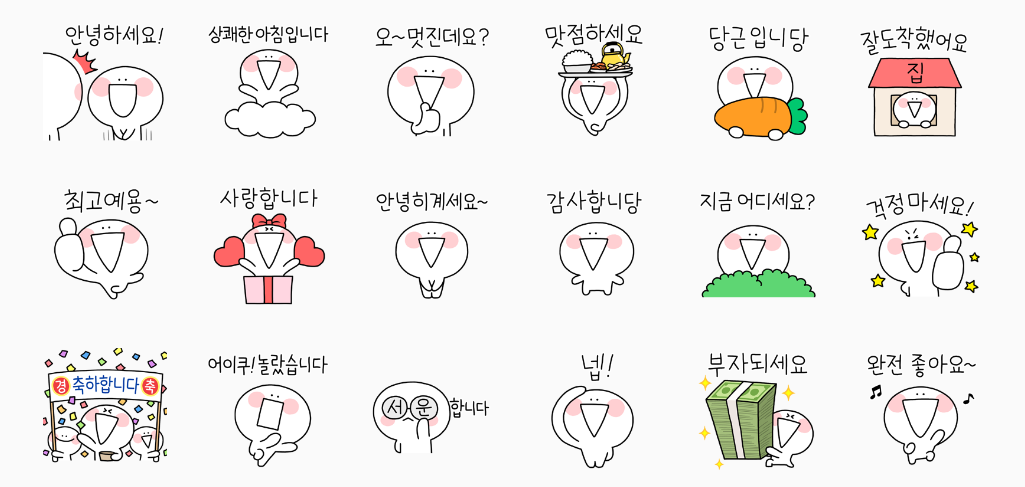 안녕하세요!
상쾌한 아침입니다
오~멋진데요?
맛점하세요
당근입니당
잘도착했어요
집
최고예용~
사랑합니다
안녕히계세요~
감사합니당
지금 어디세요?
걱정마세요!
경 축하합니다 축
어이쿠! 놀랐습니다
서운합니다
넵!
부자되세요
완전 좋아요~